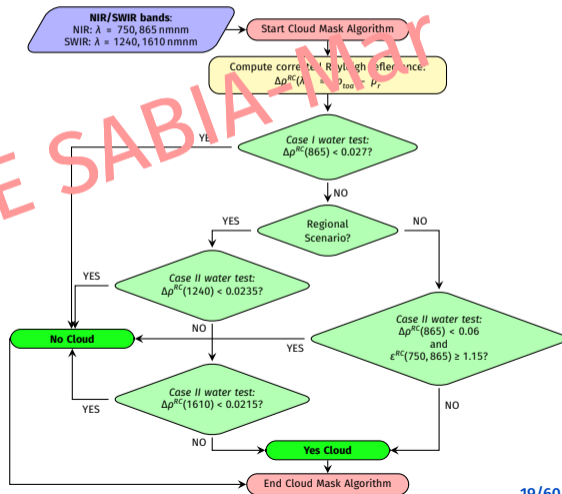 NIR/SWIR bands:
NIR: λ = 750, 865 nmnm
SWIR: λ = 1240, 1610 nmnm
Start Cloud Mask Algorithm
Compute corrected Rayleigh reflectance:
Δρ^RC(λ) = ρ_toa − ρ_r
E SABIA-Mar
Case I water test:
Δρ^RC(865) < 0.027?
YES
NO
Regional
Scenario?
YES
NO
Case II water test:
Δρ^RC(1240) < 0.0235?
YES
NO
Case II water test:
Δρ^RC(865) < 0.06
and
ε^RC(750, 865) ≥ 1.15?
YES
NO
No Cloud
Case II water test:
Δρ^RC(1610) < 0.0215?
YES
NO
Yes Cloud
End Cloud Mask Algorithm
19/60